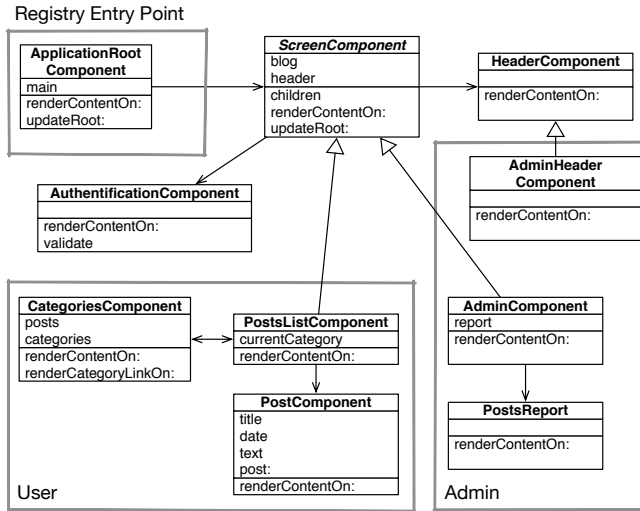 Registry Entry Point
ApplicationRoot
Component
main
renderContentOn:
updateRoot:
ScreenComponent
blog
header
children
renderContentOn:
updateRoot:
HeaderComponent
renderContentOn:
AdminHeader
Component
renderContentOn:
AuthentificationComponent
renderContentOn:
validate
CategoriesComponent
posts
categories
renderContentOn:
renderCategoryLinkOn:
PostsListComponent
currentCategory
renderContentOn:
PostComponent
title
date
text
post:
renderContentOn:
User
AdminComponent
report
renderContentOn:
PostsReport
renderContentOn:
Admin